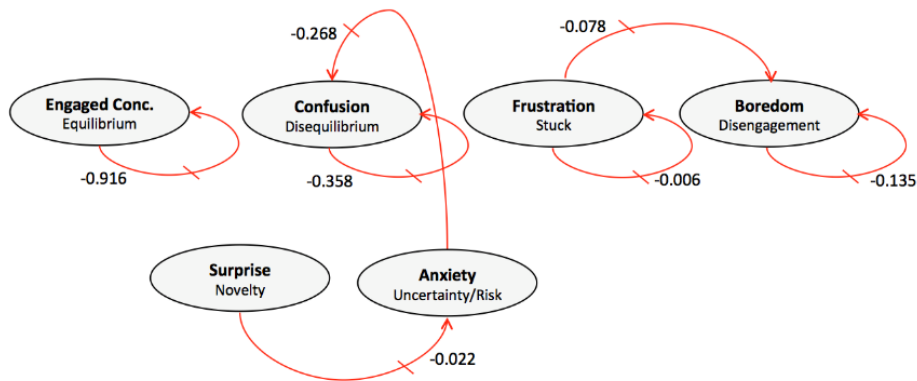 -0.268
-0.078
Engaged Conc.
Equilibrium
Confusion
Disequilibrium
Frustration
Stuck
Boredom
Disengagement
-0.916
-0.358
-0.006
-0.135
Surprise
Novelty
Anxiety
Uncertainty/Risk
-0.022